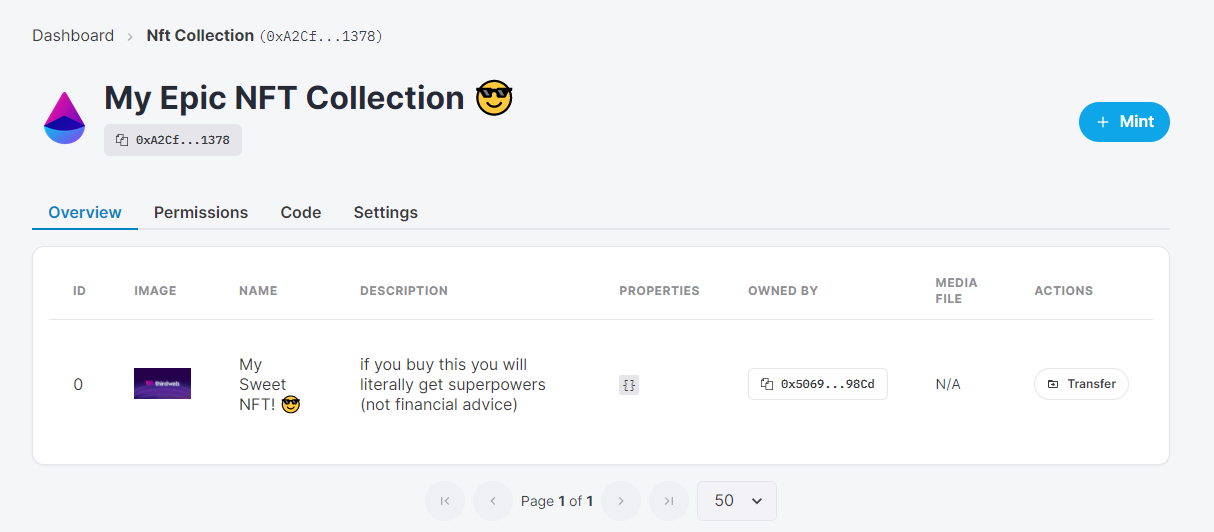 Dashboard > Nft Collection (0xA2Cf...1378)
My Epic NFT Collection 😎
0xA2Cf...1378
+ Mint
Overview Permissions Code Settings
ID IMAGE NAME DESCRIPTION PROPERTIES OWNED BY MEDIA FILE ACTIONS
0
thirdweb
My
Sweet
NFT! 😎
if you buy this you will
literally get superpowers
(not financial advice)
{}
0x5069...98Cd
N/A
Transfer
Page 1 of 1
50